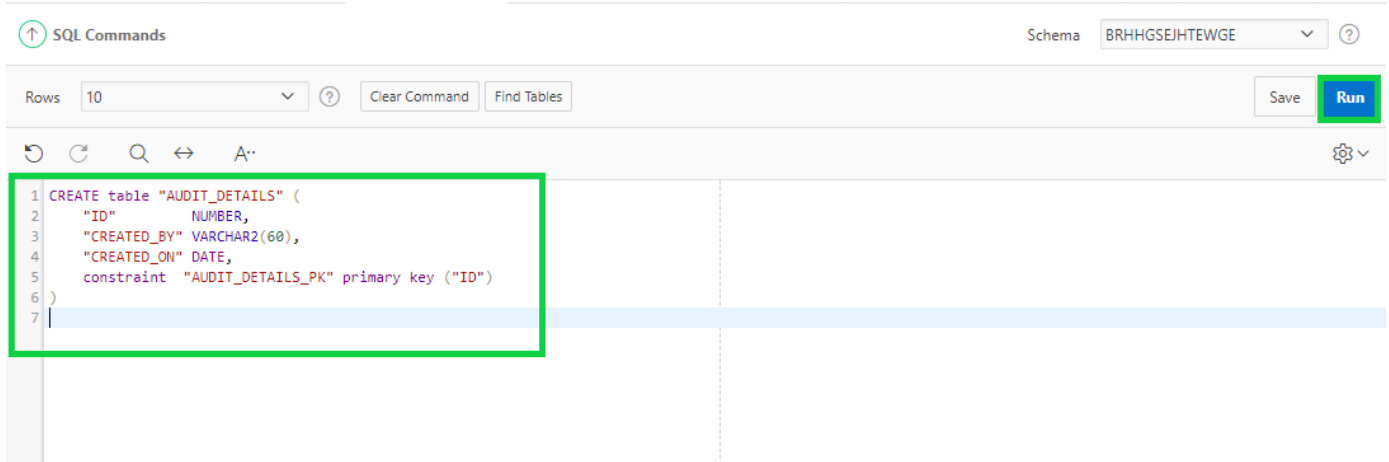 SQL Commands
Schema BRHHGSEJHTEWGE
Rows 10 Clear Command Find Tables Save Run
A··
1 CREATE table "AUDIT_DETAILS" (
2 "ID" NUMBER,
3 "CREATED_BY" VARCHAR2(60),
4 "CREATED_ON" DATE,
5 constraint "AUDIT_DETAILS_PK" primary key ("ID")
6 )
7